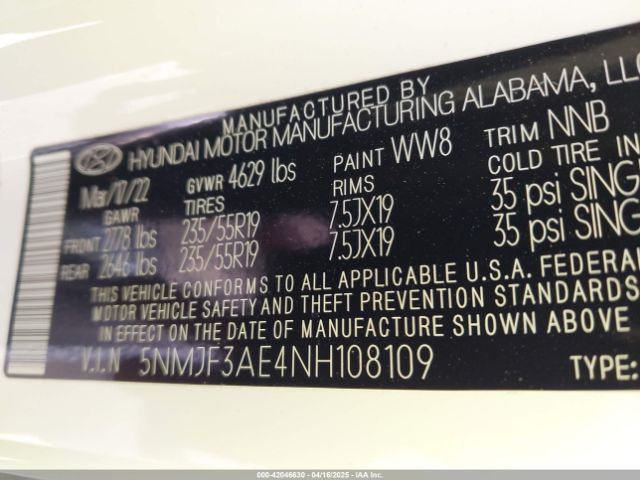 MANUFACTURED BY
HYUNDAI MOTOR MANUFACTURING ALABAMA, LLC
Mar/17/22 GVWR 4629 lbs PAINT WW8 TRIM NNB
GAWR TIRES RIMS COLD TIRE IN
FRONT 2778 lbs 235/55R19 7.5JX19 35 psi SING
REAR 2646 lbs 235/55R19 7.5JX19 35 psi SING
THIS VEHICLE CONFORMS TO ALL APPLICABLE U.S.A. FEDERAL
MOTOR VEHICLE SAFETY AND THEFT PREVENTION STANDARDS
IN EFFECT ON THE DATE OF MANUFACTURE SHOWN ABOVE
V.I.N 5NMJF3AE4NH108109 TYPE:
000-42046630 - 04/16/2025 - IAA Inc.